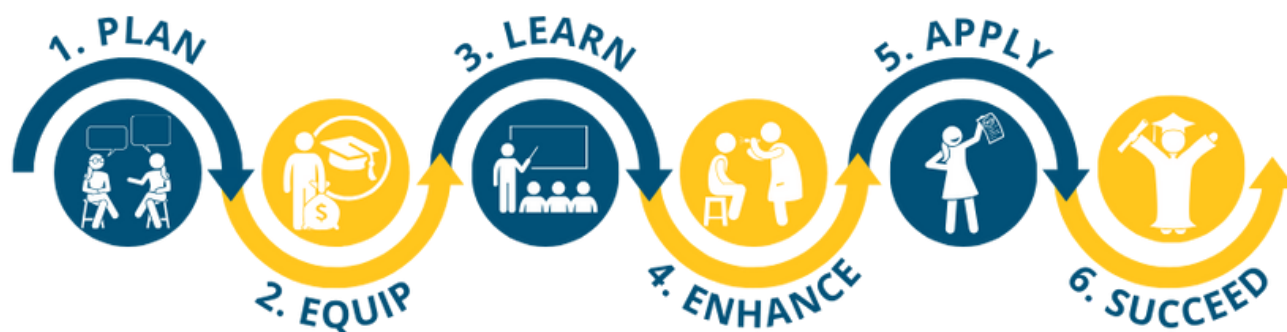 1. PLAN
2. EQUIP
$
3. LEARN
4. ENHANCE
5. APPLY
6. SUCCEED